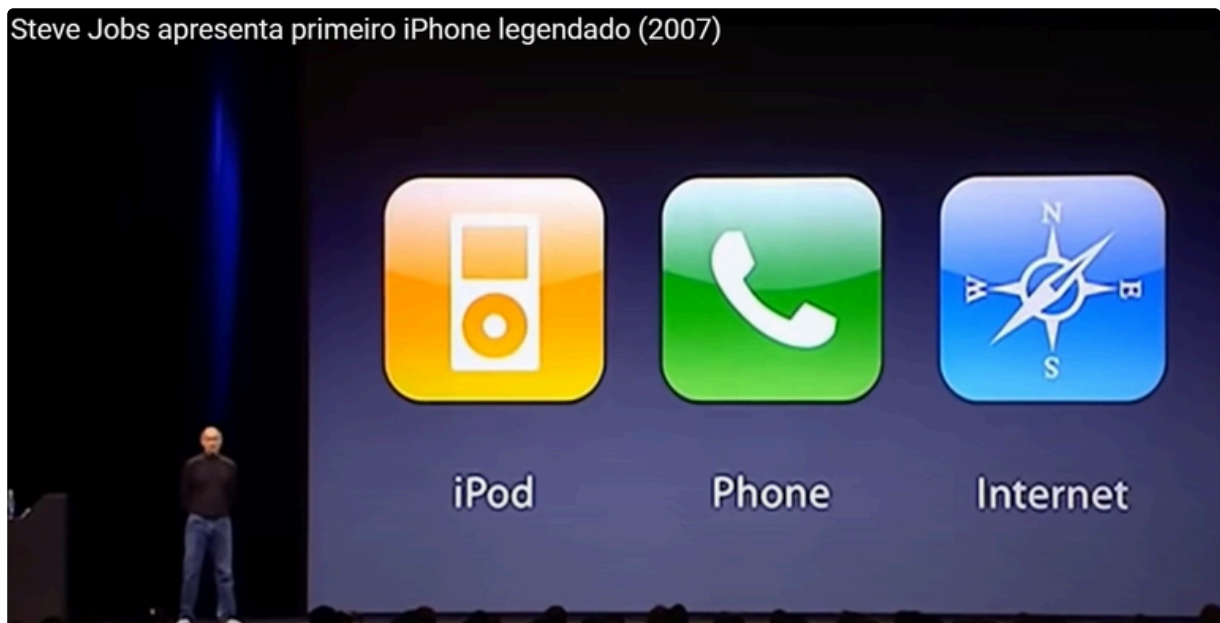 Steve Jobs apresenta primeiro iPhone legendado (2007)
N
W E
S
iPod Phone Internet